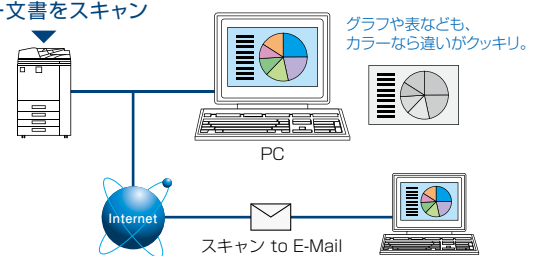 ー文書をスキャン
グラフや表なども、
カラーなら違いがクッキリ。
PC
Internet
スキャン to E-Mail